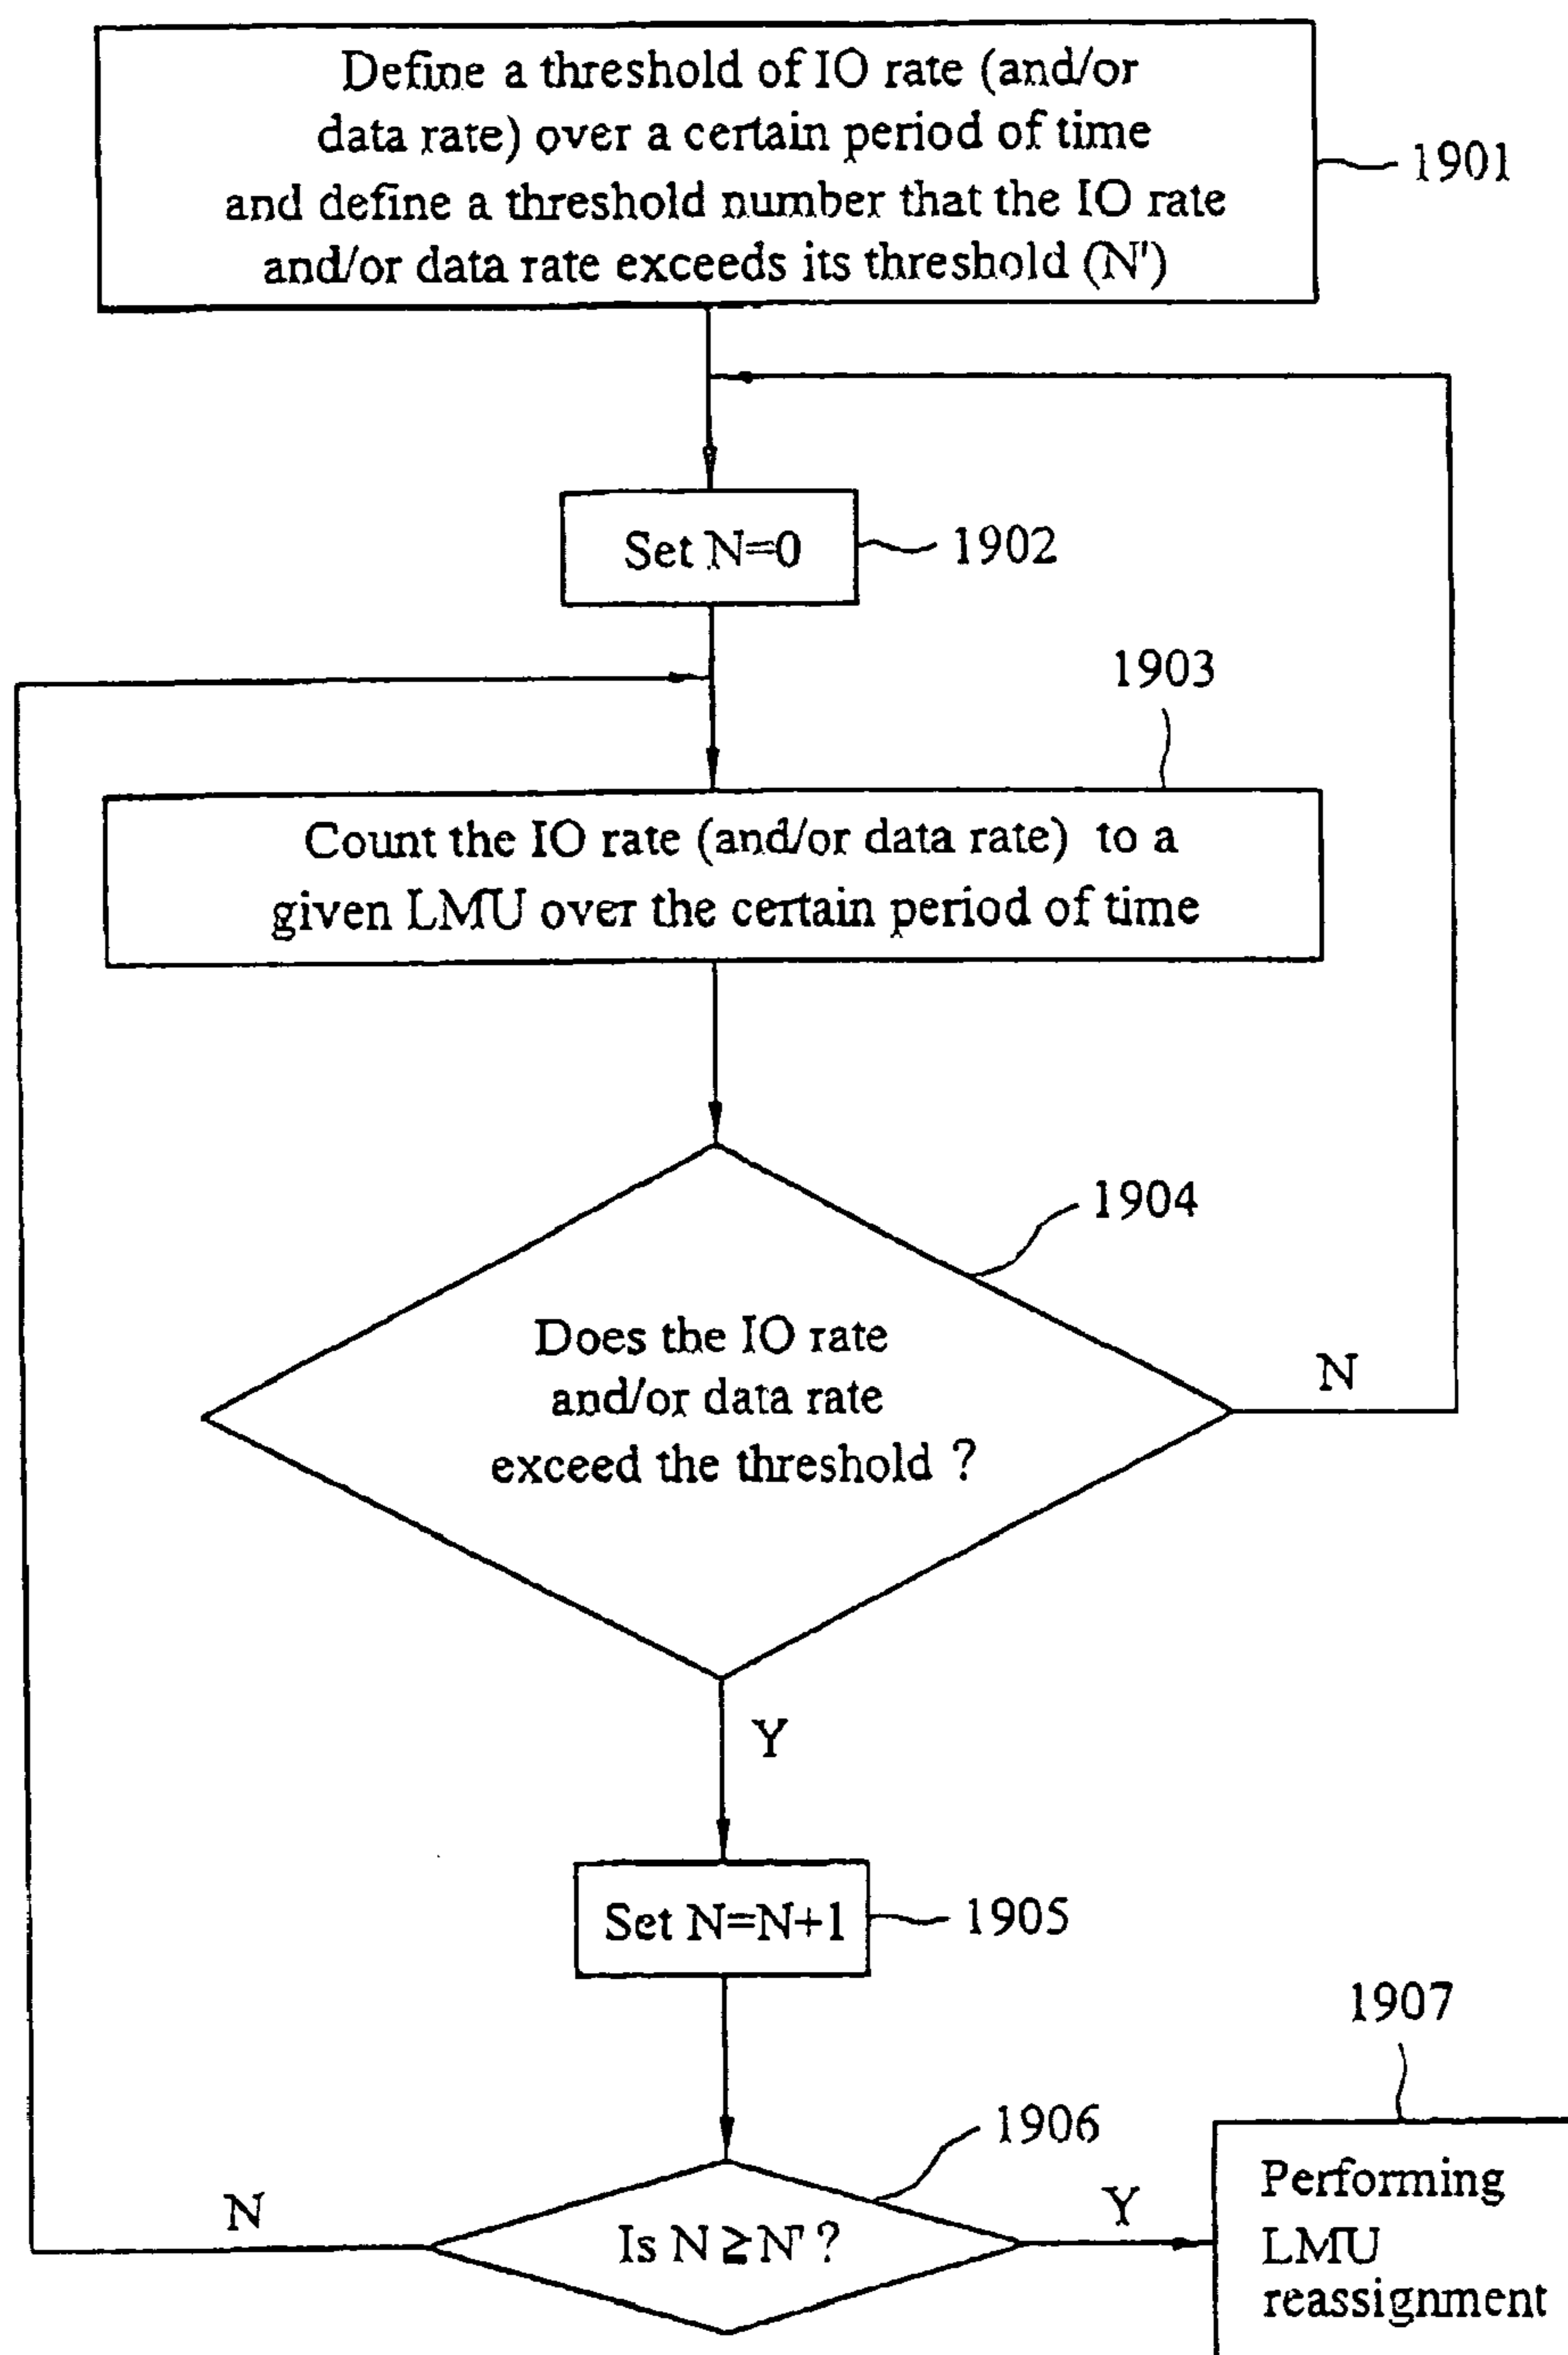 Define a threshold of IO rate (and/or
data rate) over a certain period of time
and define a threshold number that the IO rate
and/or data rate exceeds its threshold (N')
1901
Set N=0
1902
1903
Count the IO rate (and/or data rate) to a
given LMU over the certain period of time
1904
Does the IO rate
and/or data rate
exceed the threshold ?
N
Y
Set N=N+1
1905
1907
1906
N
Is N ≥ N' ?
Y
Performing
LMU
reassignment